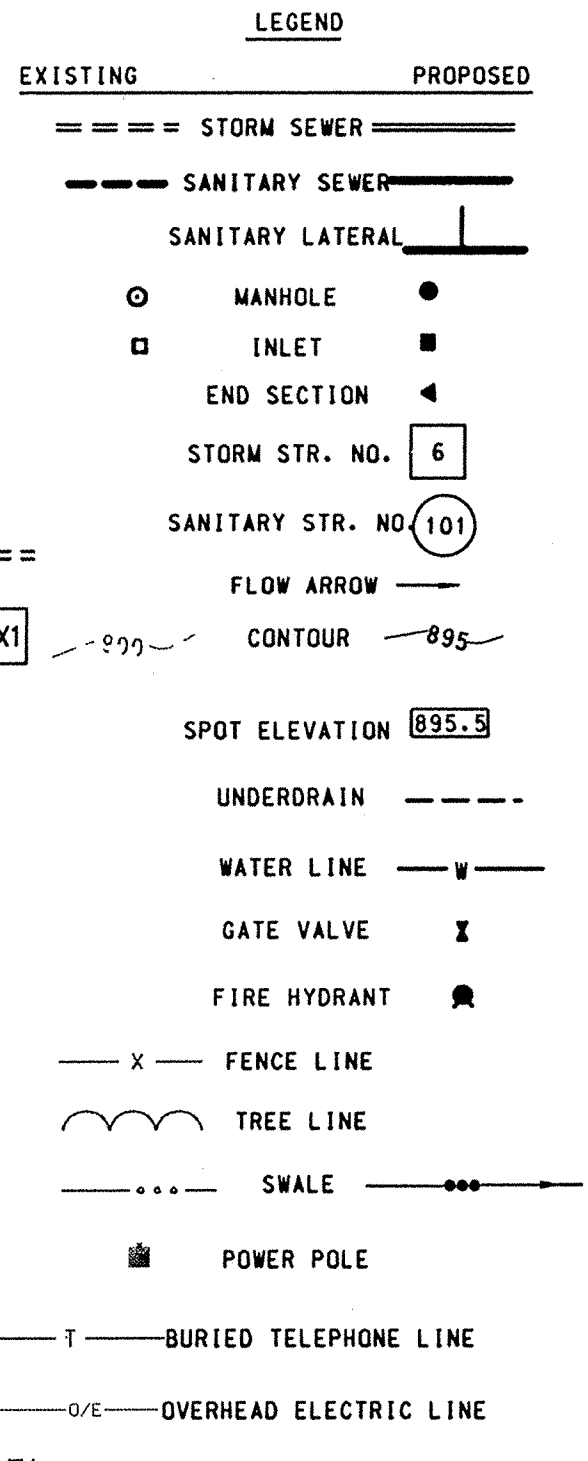 LEGEND
EXISTING PROPOSED
STORM SEWER
SANITARY SEWER
SANITARY LATERAL
MANHOLE
INLET
END SECTION
STORM STR. NO. 6
SANITARY STR. NO. 101
FLOW ARROW
X1 CONTOUR 895
SPOT ELEVATION 895.5
UNDERDRAIN
WATER LINE W
GATE VALVE
FIRE HYDRANT
X FENCE LINE
TREE LINE
SWALE
POWER POLE
T BURIED TELEPHONE LINE
O/E OVERHEAD ELECTRIC LINE